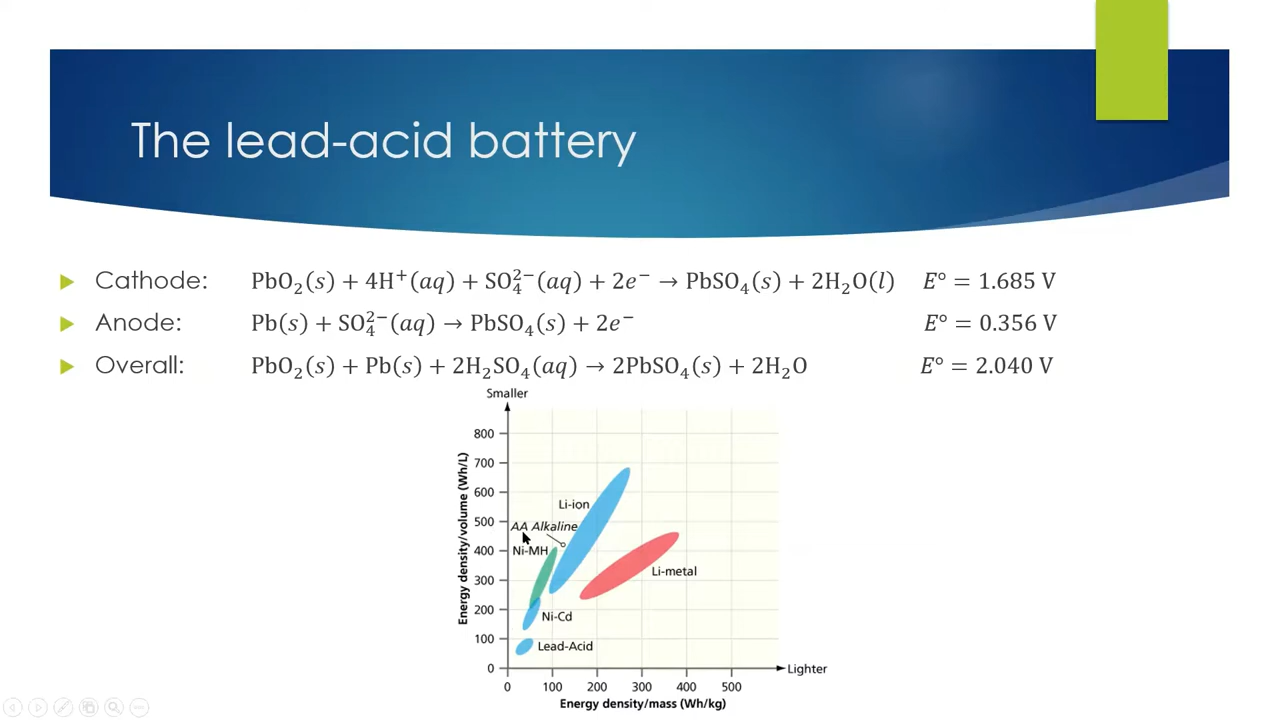 The lead-acid battery
Cathode: PbO₂(s) + 4H⁺(aq) + SO₄²⁻(aq) + 2e⁻ → PbSO₄(s) + 2H₂O(l) E° = 1.685 V
Anode: Pb(s) + SO₄²⁻(aq) → PbSO₄(s) + 2e⁻ E° = 0.356 V
Overall: PbO₂(s) + Pb(s) + 2H₂SO₄(aq) → 2PbSO₄(s) + 2H₂O E° = 2.040 V
Smaller
Energy density/volume (Wh/L)
800
700
600
500
400
300
200
100
0
Li-ion
AA Alkaline
Ni-MH
Li-metal
Ni-Cd
Lead-Acid
Lighter
0 100 200 300 400 500
Energy density/mass (Wh/kg)